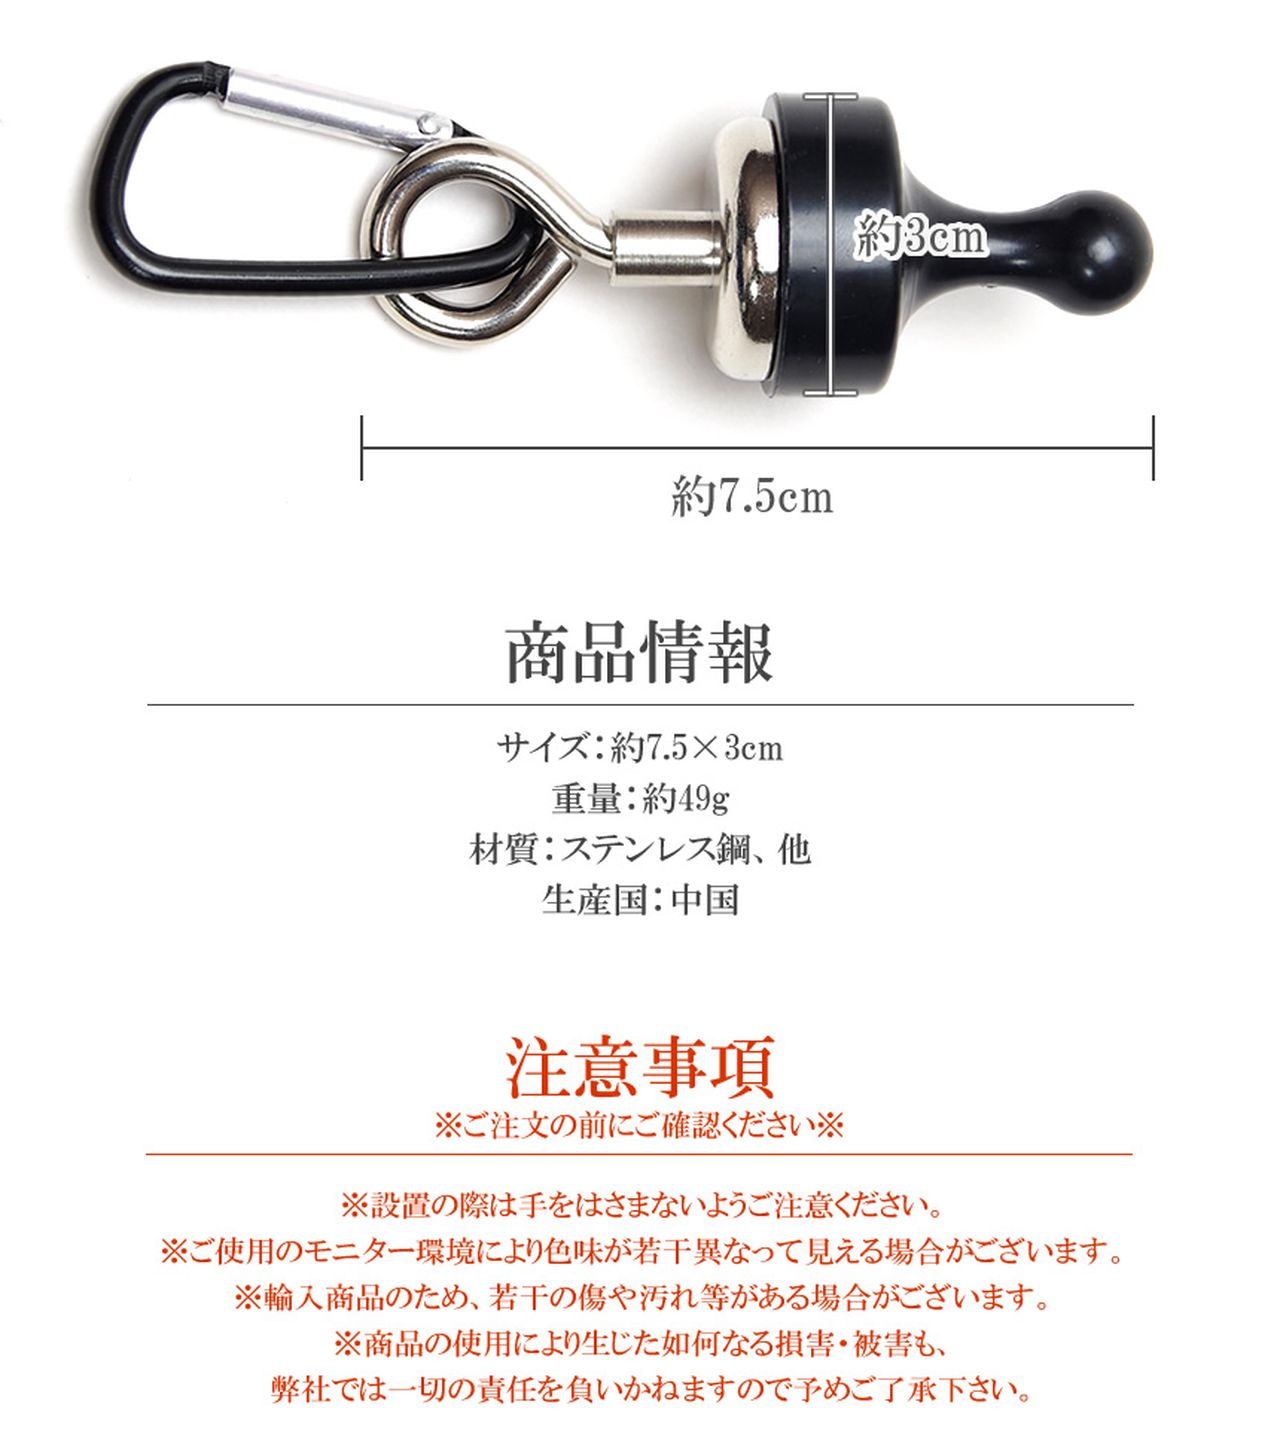 約3cm
約7.5cm
商品情報
サイズ：約7.5×3cm
重量：約49g
材質：ステンレス鋼、他
生産国：中国
注意事項
※ご注文の前にご確認ください※
※設置の際は手をはさまないようご注意ください。
※ご使用のモニター環境により色味が若干異なって見える場合がございます。
※輸入商品のため、若干の傷や汚れ等がある場合がございます。
※商品の使用により生じた如何なる損害・被害も、
弊社では一切の責任を負いかねますので予めご了承下さい。